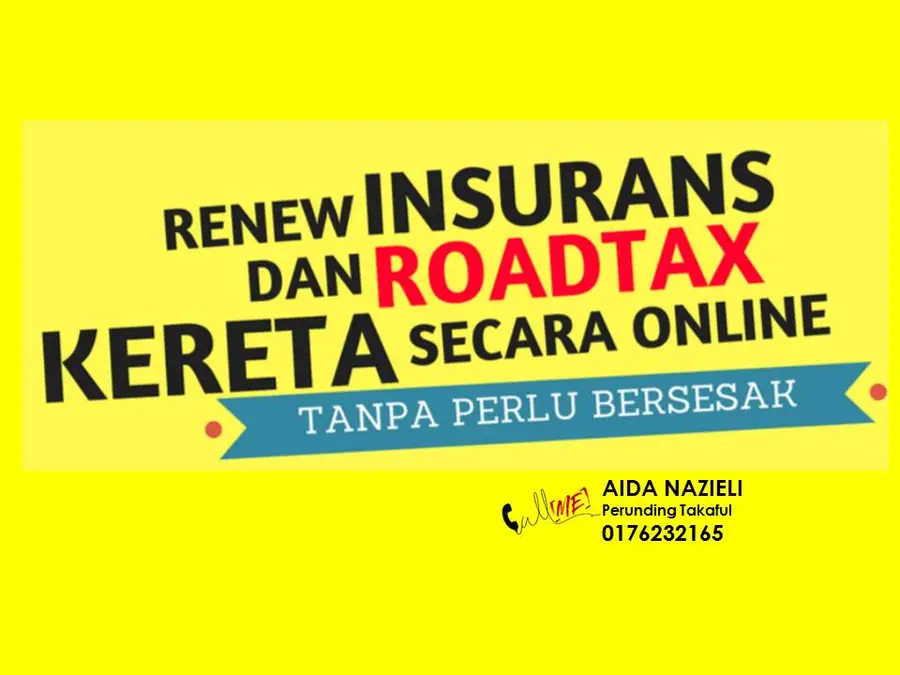 RENEW INSURANS
DAN ROADTAX
KERETA SECARA ONLINE
TANPA PERLU BERSESAK
Call ME!
AIDA NAZIELI
Perunding Takaful
0176232165